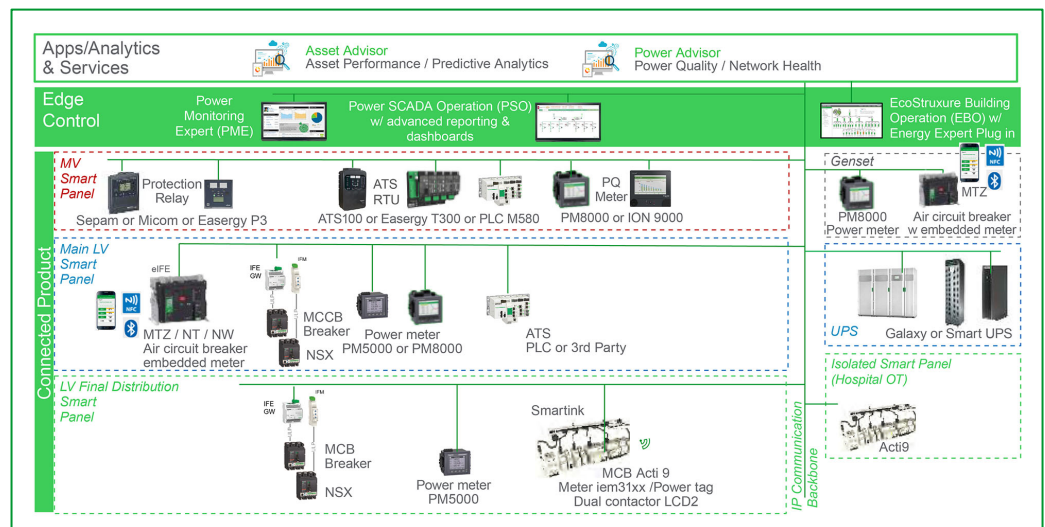 Apps/Analytics
& Services
Asset Advisor
Asset Performance / Predictive Analytics
Power Advisor
Power Quality / Network Health
Edge
Control
Power
Monitoring
Expert (PME)
Power SCADA Operation (PSO)
w/ advanced reporting &
dashboards
EcoStruxure Building
Operation (EBO) w/
Energy Expert Plug in
Connected Product
MV
Smart
Panel
Protection
Relay
Sepam or Micom or Easergy P3
ATS
RTU
ATS100 or Easergy T300 or PLC M580
PQ
Meter
PM8000 or ION 9000
Genset
NFC
MTZ
PM8000
Power meter
Air circuit breaker
w embedded meter
Main LV
Smart
Panel
eIFE
NFC
MTZ / NT / NW
Air circuit breaker
embedded meter
IFE
GW
IFM
MCCB
Breaker
NSX
Power meter
PM5000 or PM8000
ATS
PLC or 3rd Party
UPS
Galaxy or Smart UPS
LV Final Distribution
Smart
Panel
IFE
GW
IFM
MCB
Breaker
NSX
Power meter
PM5000
Smartink
MCB Acti 9
Meter iem31xx /Power tag
Dual contactor LCD2
IP Communication
Backbone
Isolated Smart Panel
(Hospital OT)
Acti9